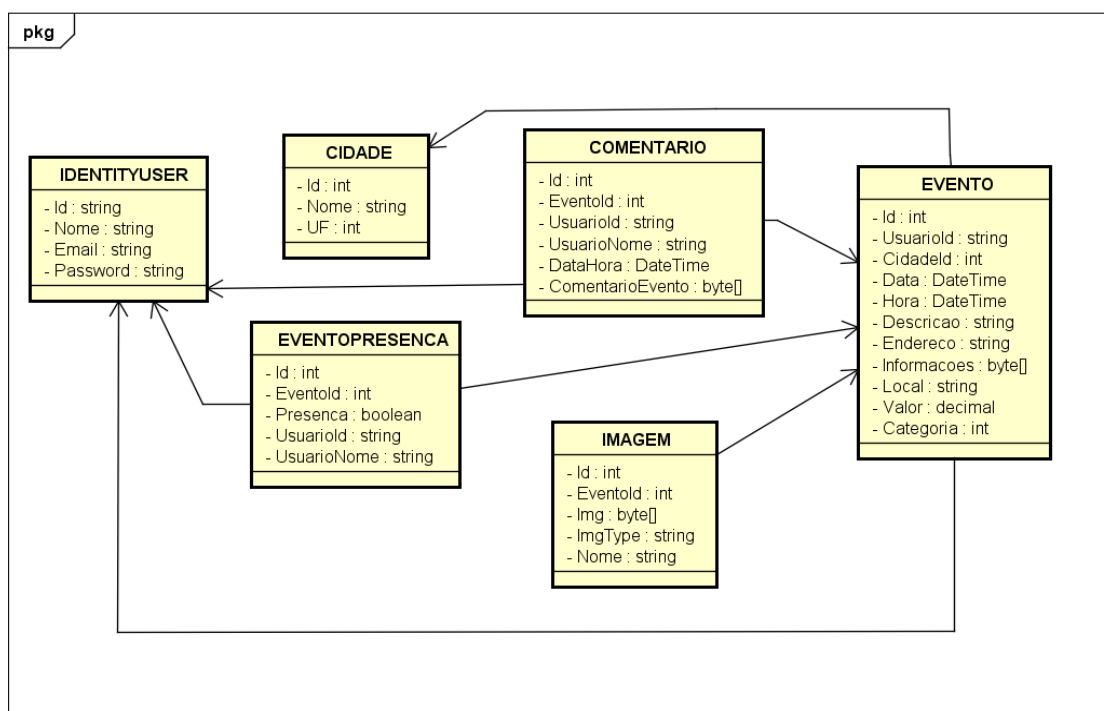 pkg
IDENTITYUSER
- Id : string
- Nome : string
- Email : string
- Password : string
CIDADE
- Id : int
- Nome : string
- UF : int
COMENTARIO
- Id : int
- EventoId : int
- UsuarioId : string
- UsuarioNome : string
- DataHora : DateTime
- ComentarioEvento : byte[]
EVENTO
- Id : int
- UsuarioId : string
- CidadeId : int
- Data : DateTime
- Hora : DateTime
- Descricao : string
- Endereco : string
- Informacoes : byte[]
- Local : string
- Valor : decimal
- Categoria : int
EVENTOPRESENCA
- Id : int
- EventoId : int
- Presenca : boolean
- UsuarioId : string
- UsuarioNome : string
IMAGEM
- Id : int
- EventoId : int
- Img : byte[]
- ImgType : string
- Nome : string